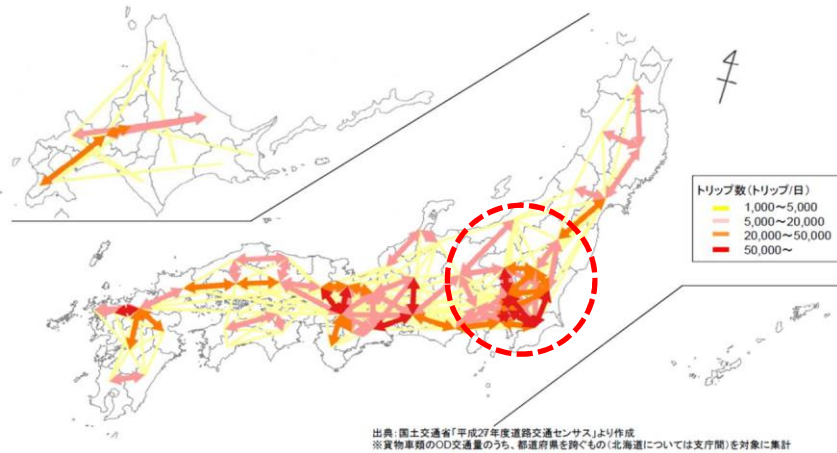 トリップ数(トリップ/日)
1,000～5,000
5,000～20,000
20,000～50,000
50,000～
出典：国土交通省「平成27年度道路交通センサス」より作成
※貨物車類のOD交通量のうち、都道府県を跨ぐもの(北海道については支庁間)を対象に集計